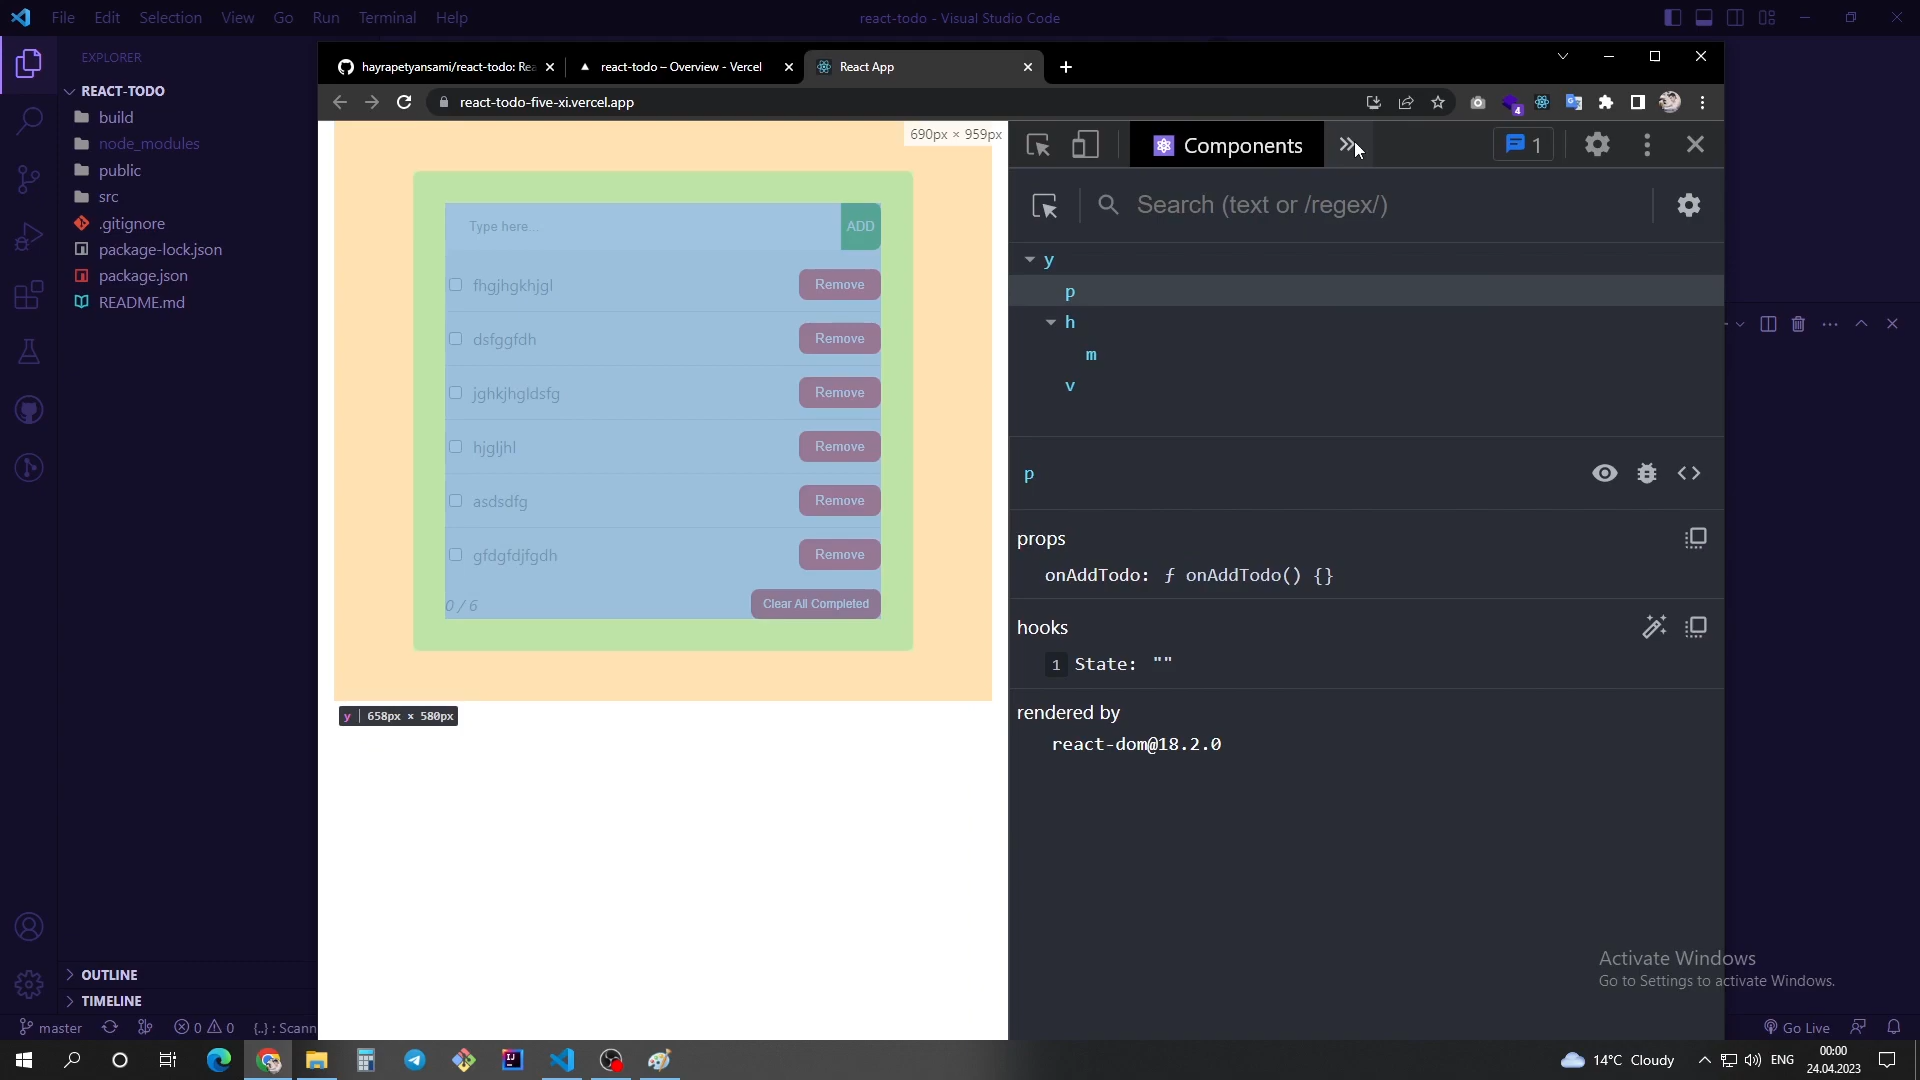 File Edit Selection View Go Run Terminal Help
react-todo - Visual Studio Code
EXPLORER
REACT-TODO
build
node_modules
public
src
.gitignore
package-lock.json
package.json
README.md
OUTLINE
TIMELINE
master
0 0
{..} : Scann
hayrapetyansami/react-todo: Rea
react-todo – Overview - Vercel
React App
react-todo-five-xi.vercel.app
4
690px × 959px
Type here...
ADD
fhgjhgkhjgl
Remove
dsfggfdh
Remove
jghkjhgldsfg
Remove
hjgljhl
Remove
asdsdfg
Remove
gfdgfdjfgdh
Remove
0 / 6
Clear All Completed
y | 658px × 580px
Components
1
Search (text or /regex/)
y
p
h
m
v
p
props
onAddTodo: ƒ onAddTodo() {}
hooks
1 State: ""
rendered by
react-dom@18.2.0
Activate Windows
Go to Settings to activate Windows.
Go Live
14°C Cloudy
ENG
00:00
24.04.2023